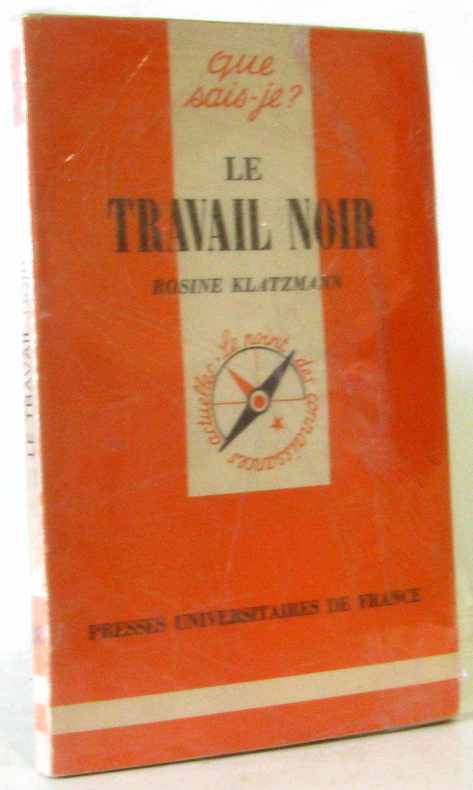 que
sais-je?
LE
TRAVAIL NOIR
ROSINE KLATZMANN
le point des connaissances actuelles
PRESSES UNIVERSITAIRES DE FRANCE
LE TRAVAIL NOIR